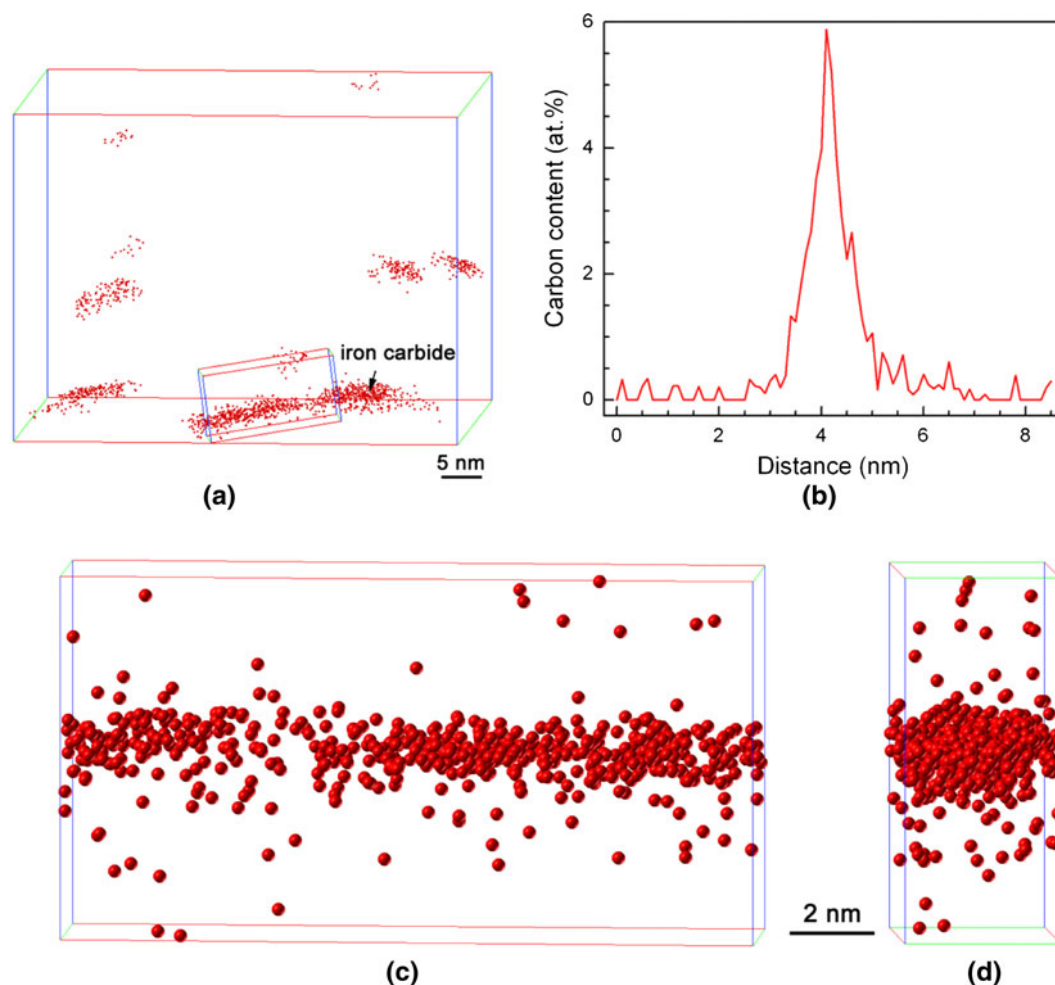 iron carbide
5 nm
(a)
6
4
2
0
Carbon content (at.%)
0 2 4 6 8
Distance (nm)
(b)
2 nm
(c)
(d)